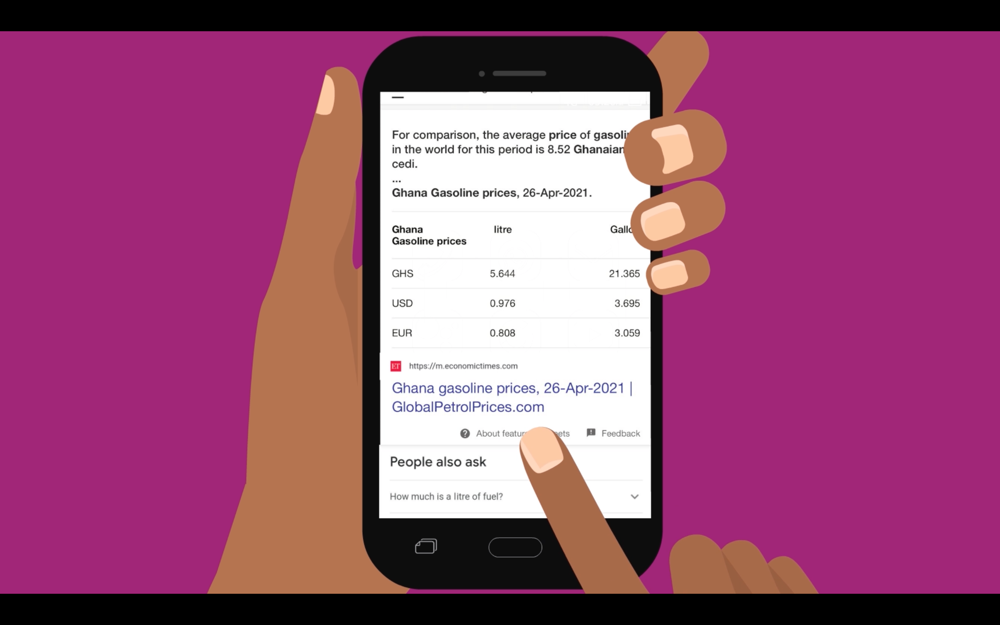 For comparison, the average price of gasoli
in the world for this period is 8.52 Ghanaian
cedi.
...
Ghana Gasoline prices, 26-Apr-2021.
Ghana litre Gallo
Gasoline prices
GHS 5.644 21.365
USD 0.976 3.695
EUR 0.808 3.059
ET https://m.economictimes.com
Ghana gasoline prices, 26-Apr-2021 |
GlobalPetrolPrices.com
About featur ets Feedback
People also ask
How much is a litre of fuel?